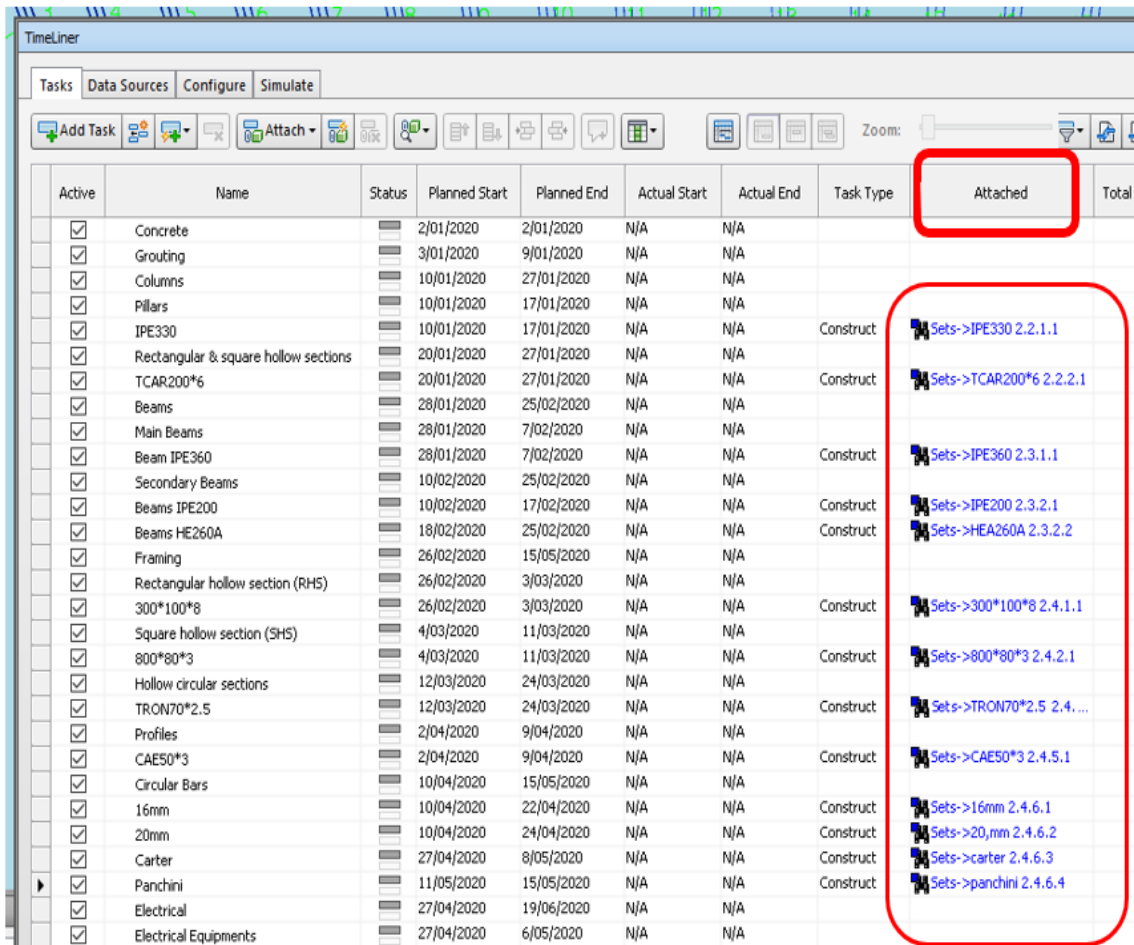 TimeLiner
Tasks Data Sources Configure Simulate
Add Task Attach Zoom:
Active Name Status Planned Start Planned End Actual Start Actual End Task Type Attached Total
Concrete 2/01/2020 2/01/2020 N/A N/A
Grouting 3/01/2020 9/01/2020 N/A N/A
Columns 10/01/2020 27/01/2020 N/A N/A
Pillars 10/01/2020 17/01/2020 N/A N/A
IPE330 10/01/2020 17/01/2020 N/A N/A Construct Sets->IPE330 2.2.1.1
Rectangular & square hollow sections 20/01/2020 27/01/2020 N/A N/A
TCAR200*6 20/01/2020 27/01/2020 N/A N/A Construct Sets->TCAR200*6 2.2.2.1
Beams 28/01/2020 25/02/2020 N/A N/A
Main Beams 28/01/2020 7/02/2020 N/A N/A
Beam IPE360 28/01/2020 7/02/2020 N/A N/A Construct Sets->IPE360 2.3.1.1
Secondary Beams 10/02/2020 25/02/2020 N/A N/A
Beams IPE200 10/02/2020 17/02/2020 N/A N/A Construct Sets->IPE200 2.3.2.1
Beams HE260A 18/02/2020 25/02/2020 N/A N/A Construct Sets->HEA260A 2.3.2.2
Framing 26/02/2020 15/05/2020 N/A N/A
Rectangular hollow section (RHS) 26/02/2020 3/03/2020 N/A N/A
300*100*8 26/02/2020 3/03/2020 N/A N/A Construct Sets->300*100*8 2.4.1.1
Square hollow section (SHS) 4/03/2020 11/03/2020 N/A N/A
800*80*3 4/03/2020 11/03/2020 N/A N/A Construct Sets->800*80*3 2.4.2.1
Hollow circular sections 12/03/2020 24/03/2020 N/A N/A
TRON70*2.5 12/03/2020 24/03/2020 N/A N/A Construct Sets->TRON70*2.5 2.4....
Profiles 2/04/2020 9/04/2020 N/A N/A
CAE50*3 2/04/2020 9/04/2020 N/A N/A Construct Sets->CAE50*3 2.4.5.1
Circular Bars 10/04/2020 15/05/2020 N/A N/A
16mm 10/04/2020 22/04/2020 N/A N/A Construct Sets->16mm 2.4.6.1
20mm 10/04/2020 24/04/2020 N/A N/A Construct Sets->20,mm 2.4.6.2
Carter 27/04/2020 8/05/2020 N/A N/A Construct Sets->carter 2.4.6.3
Panchini 11/05/2020 15/05/2020 N/A N/A Construct Sets->panchini 2.4.6.4
Electrical 27/04/2020 19/06/2020 N/A N/A
Electrical Equipments 27/04/2020 6/05/2020 N/A N/A